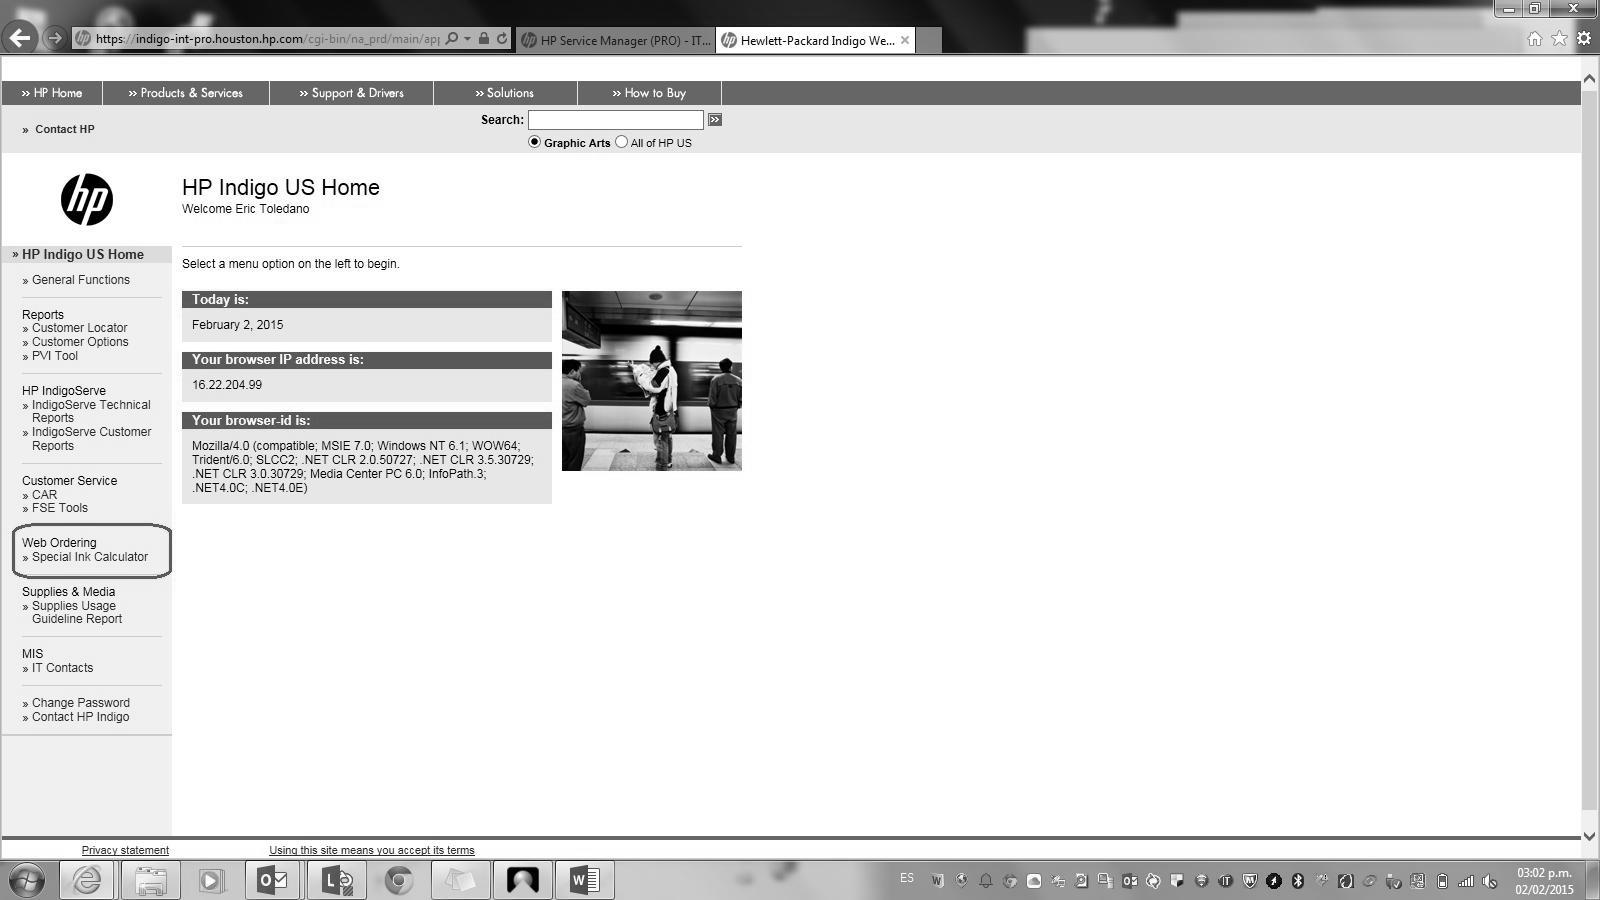 https://indigo-int-pro.houston.hp.com/cgi-bin/na_prd/main/app
HP Service Manager (PRO) - IT...
Hewlett-Packard Indigo We...
» HP Home
» Products & Services
» Support & Drivers
» Solutions
» How to Buy
» Contact HP
Search:
»
Graphic Arts
All of HP US
hp
HP Indigo US Home
Welcome Eric Toledano
» HP Indigo US Home
» General Functions
Reports
» Customer Locator
» Customer Options
» PVI Tool
HP IndigoServe
» IndigoServe Technical
Reports
» IndigoServe Customer
Reports
Customer Service
» CAR
» FSE Tools
Web Ordering
» Special Ink Calculator
Supplies & Media
» Supplies Usage
Guideline Report
MIS
» IT Contacts
» Change Password
» Contact HP Indigo
Select a menu option on the left to begin.
Today is:
February 2, 2015
Your browser IP address is:
16.22.204.99
Your browser-id is:
Mozilla/4.0 (compatible; MSIE 7.0; Windows NT 6.1; WOW64;
Trident/6.0; SLCC2; .NET CLR 2.0.50727; .NET CLR 3.5.30729;
.NET CLR 3.0.30729; Media Center PC 6.0; InfoPath.3;
.NET4.0C; .NET4.0E)
Privacy statement
Using this site means you accept its terms
ES
03:02 p.m.
02/02/2015